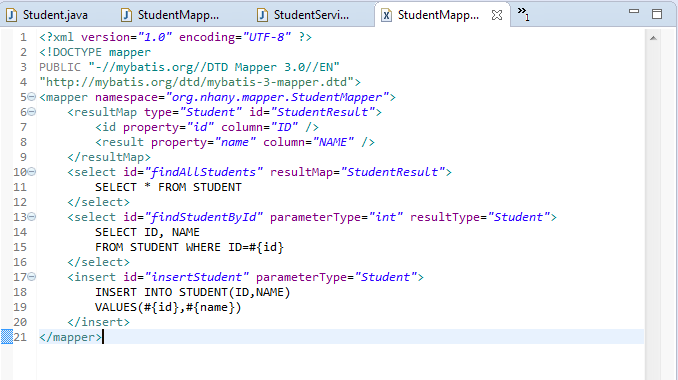 Student.java StudentMapp... StudentServi... StudentMapp... »1
1 <?xml version="1.0" encoding="UTF-8" ?>
2 <!DOCTYPE mapper
3 PUBLIC "-//mybatis.org//DTD Mapper 3.0//EN"
4 "http://mybatis.org/dtd/mybatis-3-mapper.dtd">
5 <mapper namespace="org.nhany.mapper.StudentMapper">
6     <resultMap type="Student" id="StudentResult">
7         <id property="id" column="ID" />
8         <result property="name" column="NAME" />
9     </resultMap>
10     <select id="findAllStudents" resultMap="StudentResult">
11         SELECT * FROM STUDENT
12     </select>
13     <select id="findStudentById" parameterType="int" resultType="Student">
14         SELECT ID, NAME
15         FROM STUDENT WHERE ID=#{id}
16     </select>
17     <insert id="insertStudent" parameterType="Student">
18         INSERT INTO STUDENT(ID,NAME)
19         VALUES(#{id},#{name})
20     </insert>
21 </mapper>